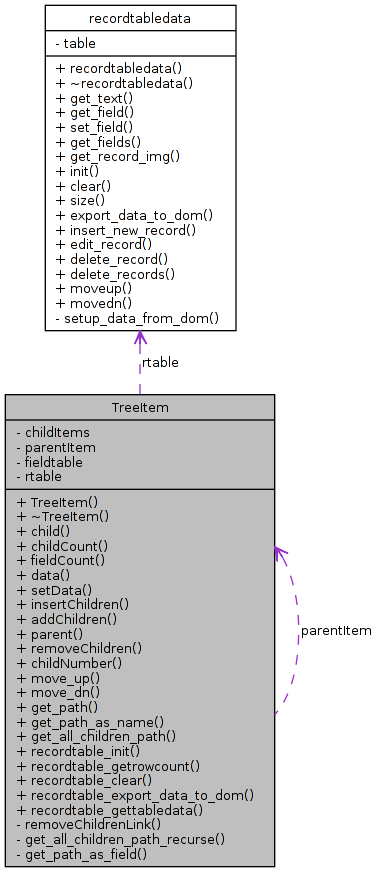 recordtabledata
- table
+ recordtabledata()
+ ~recordtabledata()
+ get_text()
+ get_field()
+ set_field()
+ get_fields()
+ get_record_img()
+ init()
+ clear()
+ size()
+ export_data_to_dom()
+ insert_new_record()
+ edit_record()
+ delete_record()
+ delete_records()
+ moveup()
+ movedn()
- setup_data_from_dom()
rtable
TreeItem
- childItems
- parentItem
- fieldtable
- rtable
+ TreeItem()
+ ~TreeItem()
+ child()
+ childCount()
+ fieldCount()
+ data()
+ setData()
+ insertChildren()
+ addChildren()
+ parent()
+ removeChildren()
+ childNumber()
+ move_up()
+ move_dn()
+ get_path()
+ get_path_as_name()
+ get_all_children_path()
+ recordtable_init()
+ recordtable_getrowcount()
+ recordtable_clear()
+ recordtable_export_data_to_dom()
+ recordtable_gettabledata()
- removeChildrenLink()
- get_all_children_path_recurse()
- get_path_as_field()
parentItem